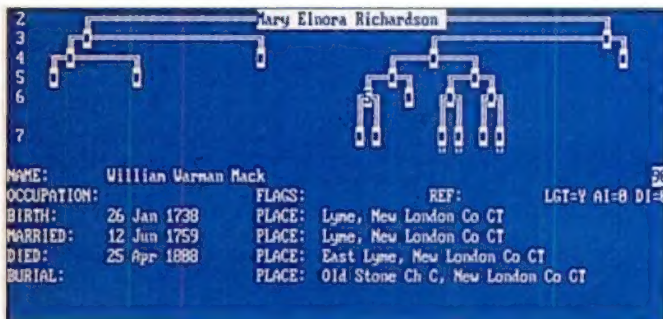 2
Mary Elnora Richardson
3
4
5
6
7
NAME: William Warman Mack
OCCUPATION: FLAGS: REF: LGT=Y AI=0 DI=
BIRTH: 26 Jan 1738 PLACE: Lyme, New London Co CT
MARRIED: 12 Jun 1759 PLACE: Lyme, New London Co CT
DIED: 25 Apr 1808 PLACE: East Lyme, New London Co CT
BURIAL: PLACE: Old Stone Ch C, New London Co CT